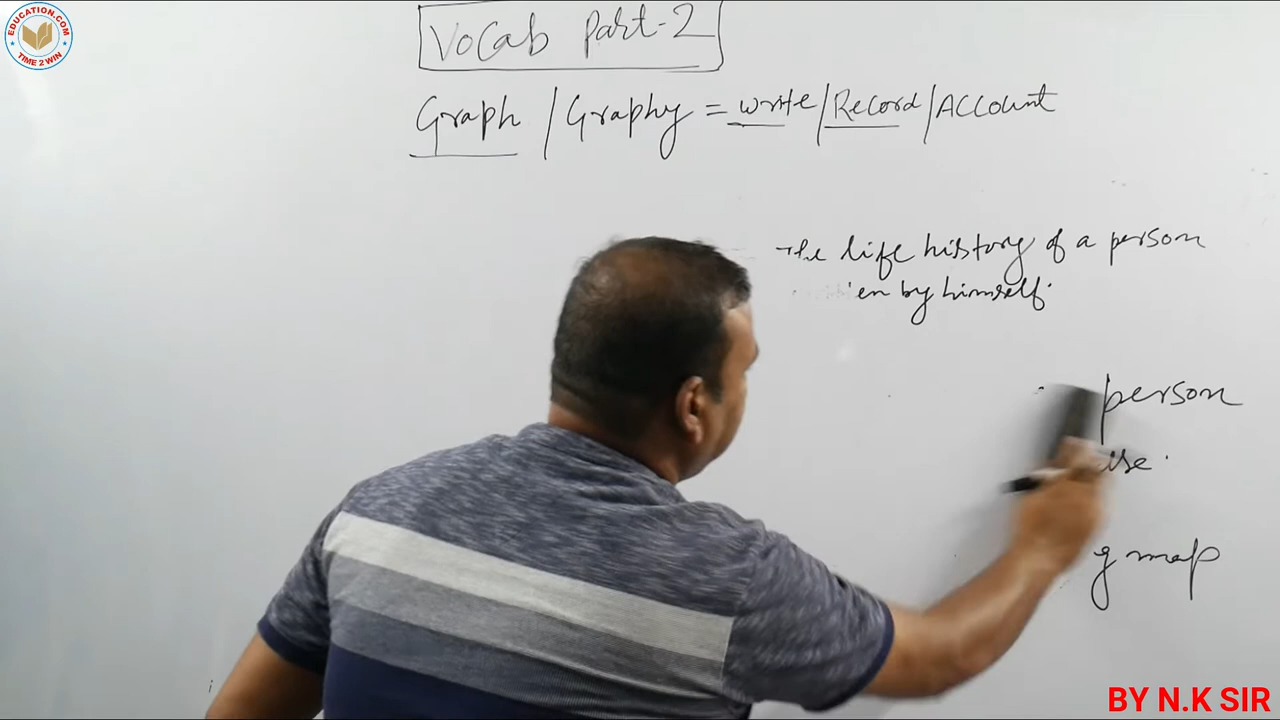 EDUCATION.COM
TIME 2 WIN
Vocab Part-2
Graph / Graphy = write / Record / Account
The life history of a person
en by himself.
person
use.
g map
BY N.K SIR